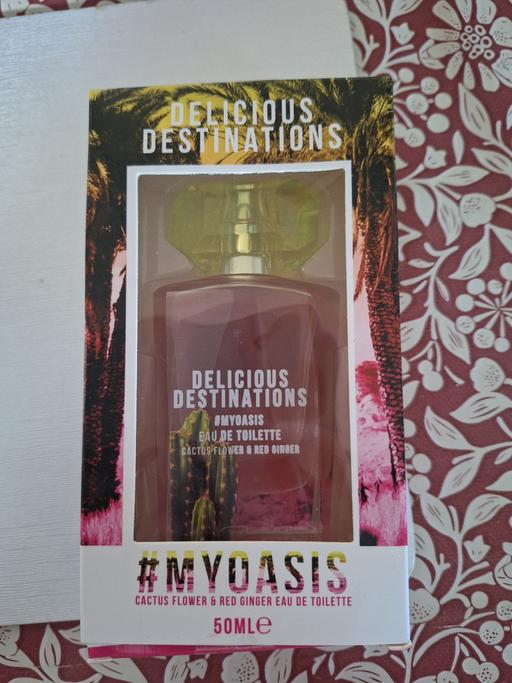 DELICIOUS
DESTINATIONS
DELICIOUS
DESTINATIONS
#MYOASIS
EAU DE TOILETTE
CACTUS FLOWER & RED GINGER
#MYOASIS
CACTUS FLOWER & RED GINGER EAU DE TOILETTE
50ML℮